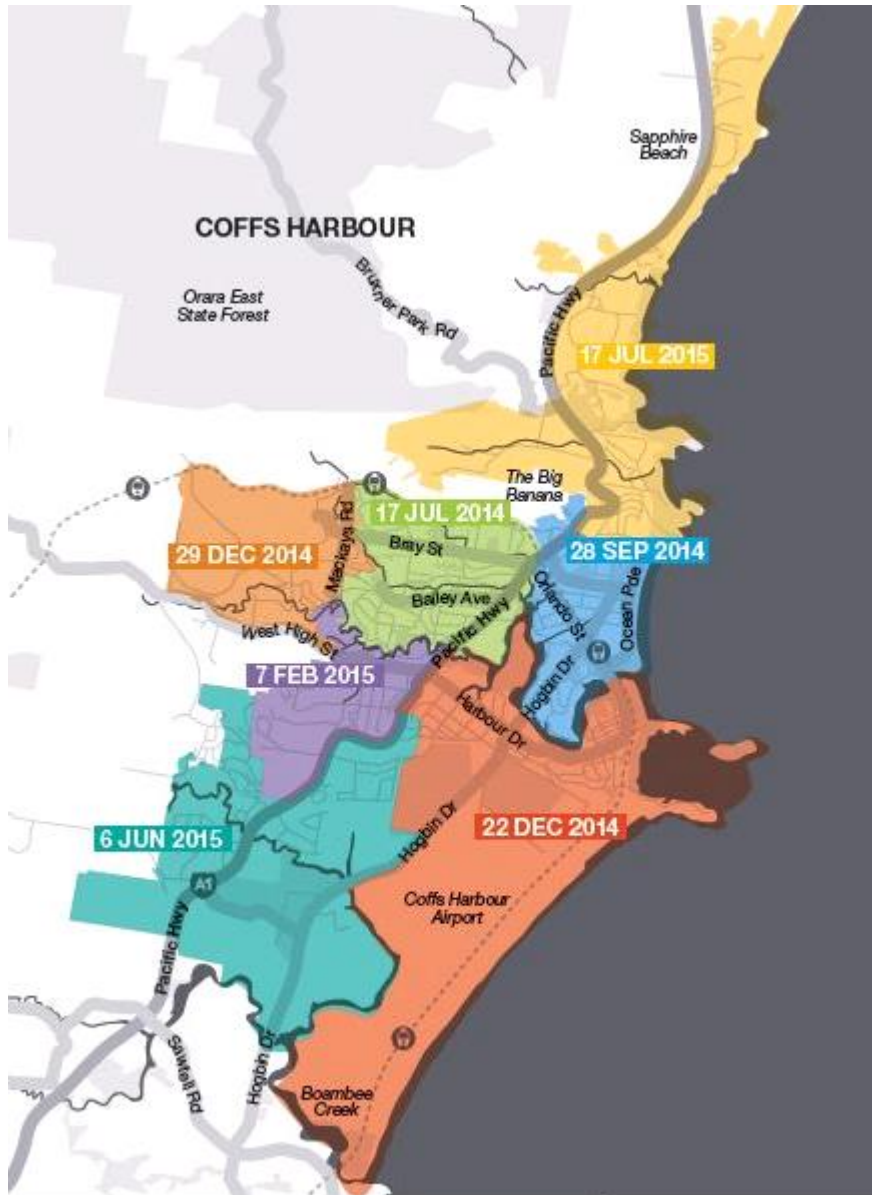 Sapphire
Beach
COFFS HARBOUR
Orara East
State Forest
Bruxner Park Rd
Pacific Hwy
17 JUL 2015
The Big
Banana
17 JUL 2014
29 DEC 2014
Mackays Rd
Bray St
28 SEP 2014
Bailey Ave
Orlando St
Ocean Pde
West High St
Pacific Hwy
7 FEB 2015
Hogbin Dr
Harbour Dr
6 JUN 2015
22 DEC 2014
Hogbin Dr
A1
Coffs Harbour
Airport
Pacific Hwy
Sawtell Rd
Hogbin Dr
Boambee
Creek